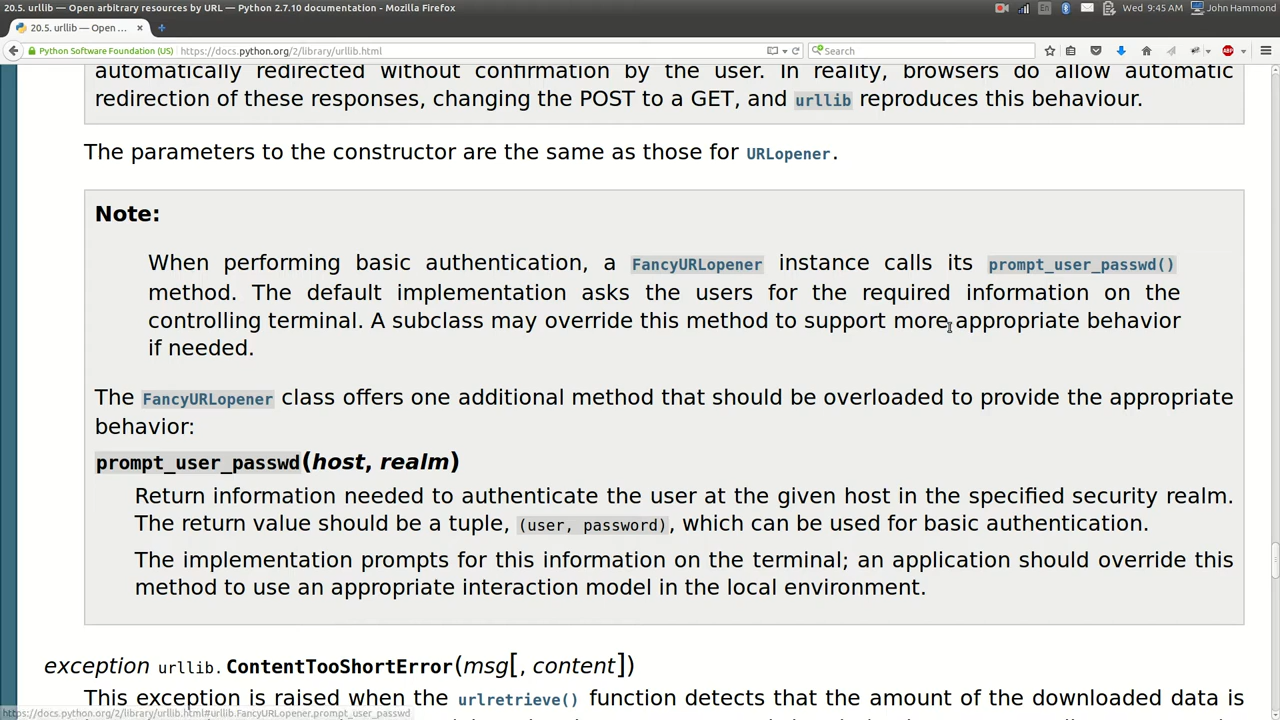 20.5. urllib — Open arbitrary resources by URL — Python 2.7.10 documentation - Mozilla Firefox
En
Wed 9:45 AM
John Hammond
20.5. urllib — Open ... ×
Python Software Foundation (US)
https://docs.python.org/2/library/urllib.html
Search
ABP
automatically redirected without confirmation by the user. In reality, browsers do allow automatic
redirection of these responses, changing the POST to a GET, and urllib reproduces this behaviour.
The parameters to the constructor are the same as those for URLopener.
Note:
When performing basic authentication, a FancyURLopener instance calls its prompt_user_passwd()
method. The default implementation asks the users for the required information on the
controlling terminal. A subclass may override this method to support more appropriate behavior
if needed.
The FancyURLopener class offers one additional method that should be overloaded to provide the appropriate
behavior:
prompt_user_passwd(host, realm)
Return information needed to authenticate the user at the given host in the specified security realm.
The return value should be a tuple, (user, password), which can be used for basic authentication.
The implementation prompts for this information on the terminal; an application should override this
method to use an appropriate interaction model in the local environment.
exception urllib.ContentTooShortError(msg[, content])
This exception is raised when the urlretrieve() function detects that the amount of the downloaded data is
https://docs.python.org/2/library/urllib.html#urllib.FancyURLopener.prompt_user_passwd